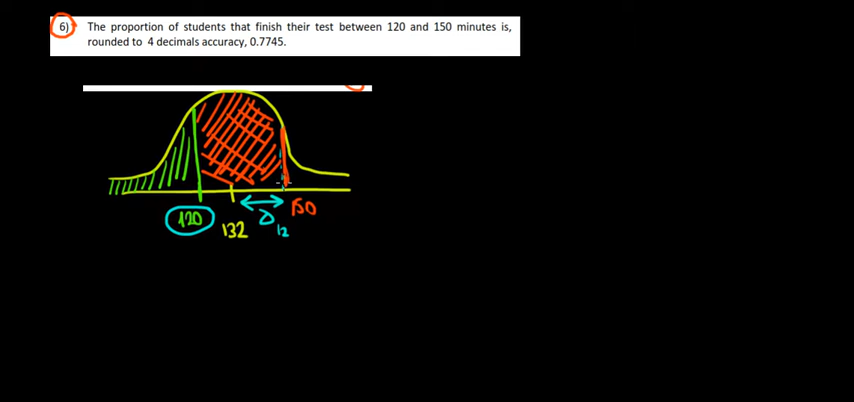 6) The proportion of students that finish their test between 120 and 150 minutes is,
rounded to 4 decimals accuracy, 0.7745.
120
132
12
150